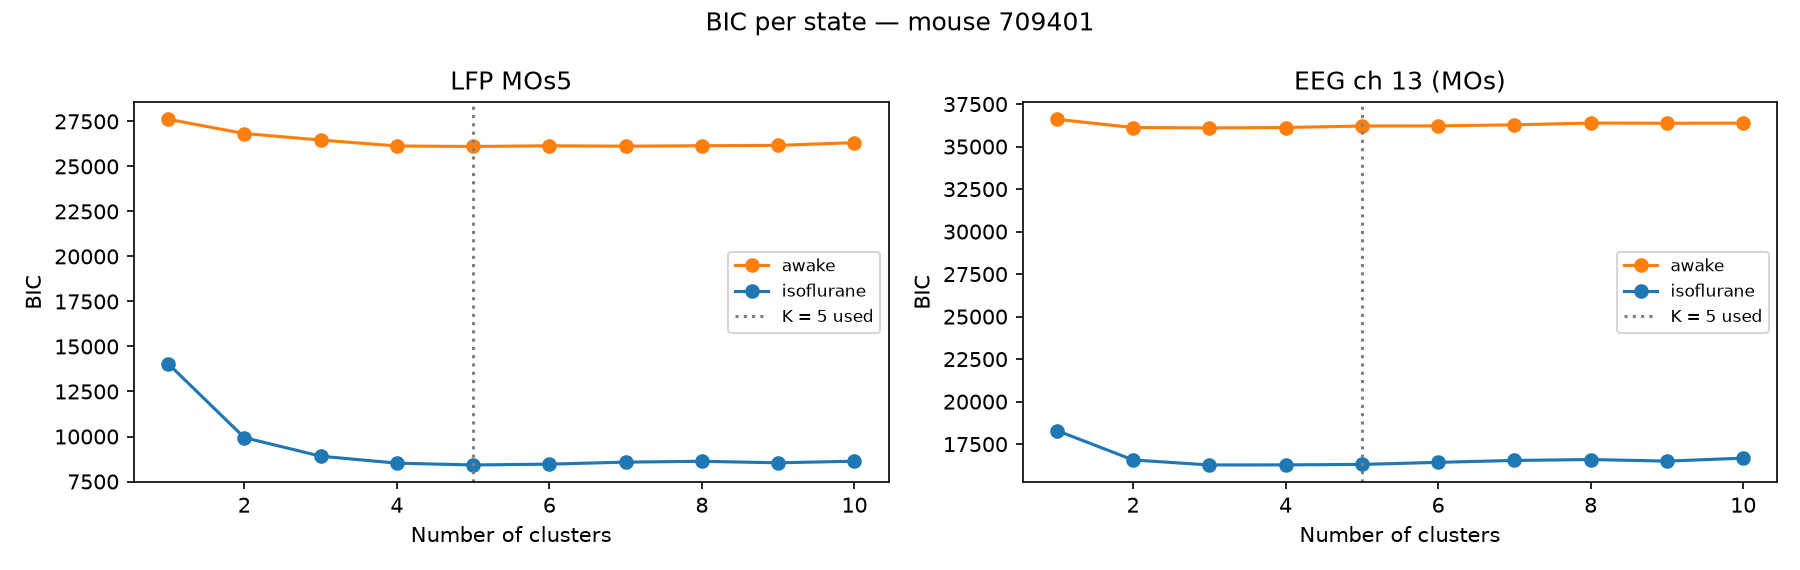 BIC per state — mouse 709401
LFP MOs5
BIC
27500
25000
22500
20000
17500
15000
12500
10000
7500
awake
isoflurane
K = 5 used
2 4 6 8 10
Number of clusters
EEG ch 13 (MOs)
BIC
37500
35000
32500
30000
27500
25000
22500
20000
17500
awake
isoflurane
K = 5 used
2 4 6 8 10
Number of clusters